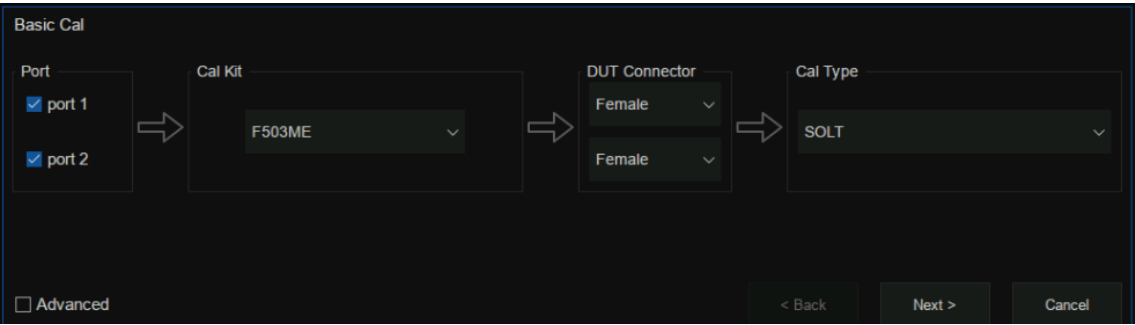 Basic Cal
Port
port 1
port 2
Cal Kit
F503ME
DUT Connector
Female
Female
Cal Type
SOLT
Advanced
< Back
Next >
Cancel